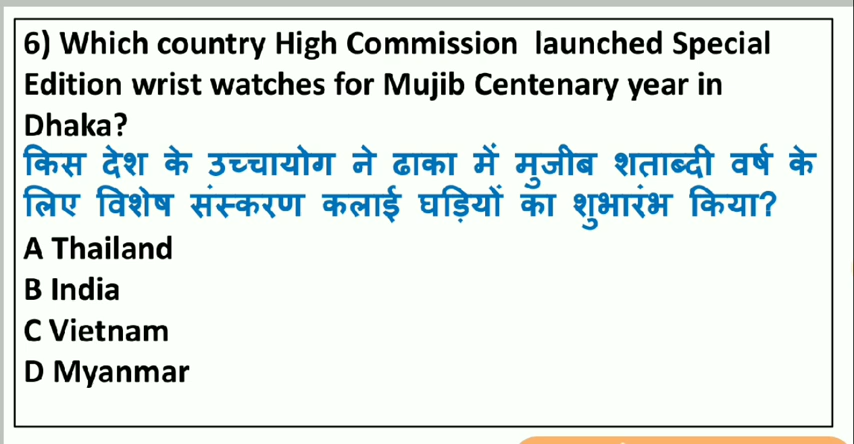 6) Which country High Commission launched Special
Edition wrist watches for Mujib Centenary year in
Dhaka?
किस देश के उच्चायोग ने ढाका में मुजीब शताब्दी वर्ष के
लिए विशेष संस्करण कलाई घड़ियों का शुभारंभ किया?
A Thailand
B India
C Vietnam
D Myanmar